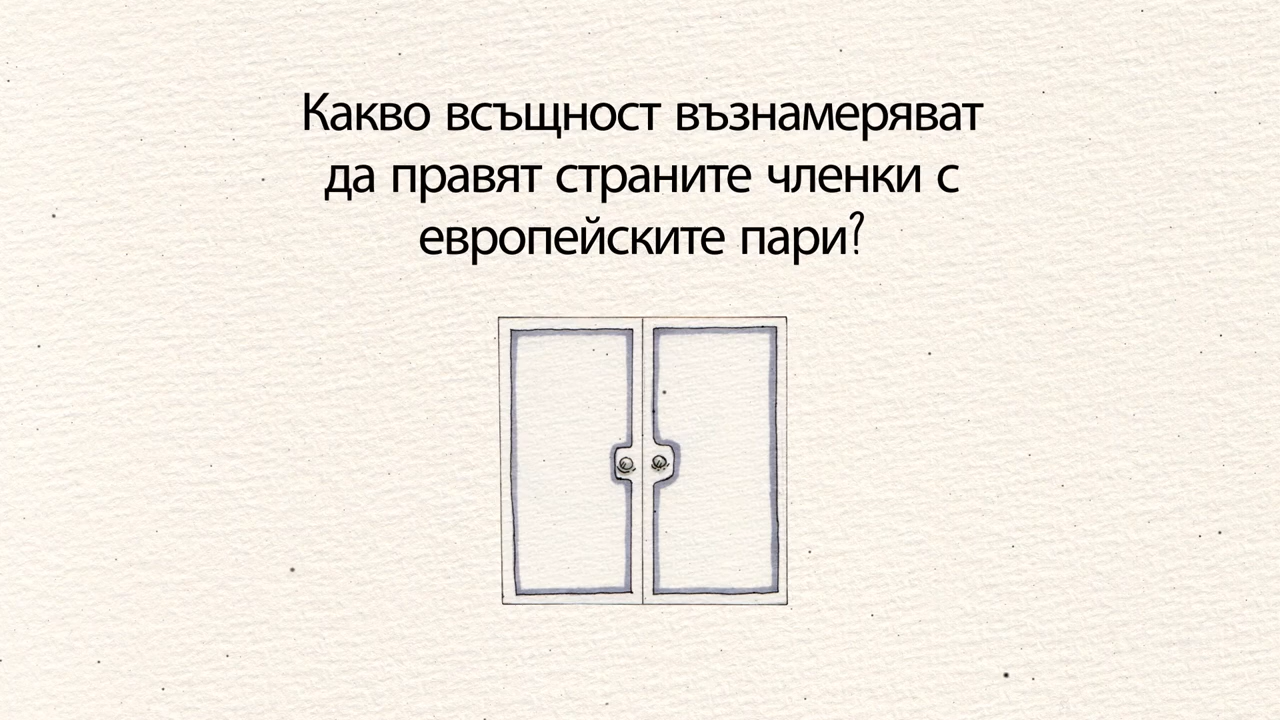 Какво всъщност възнамеряват
да правят страните членки с
европейските пари?